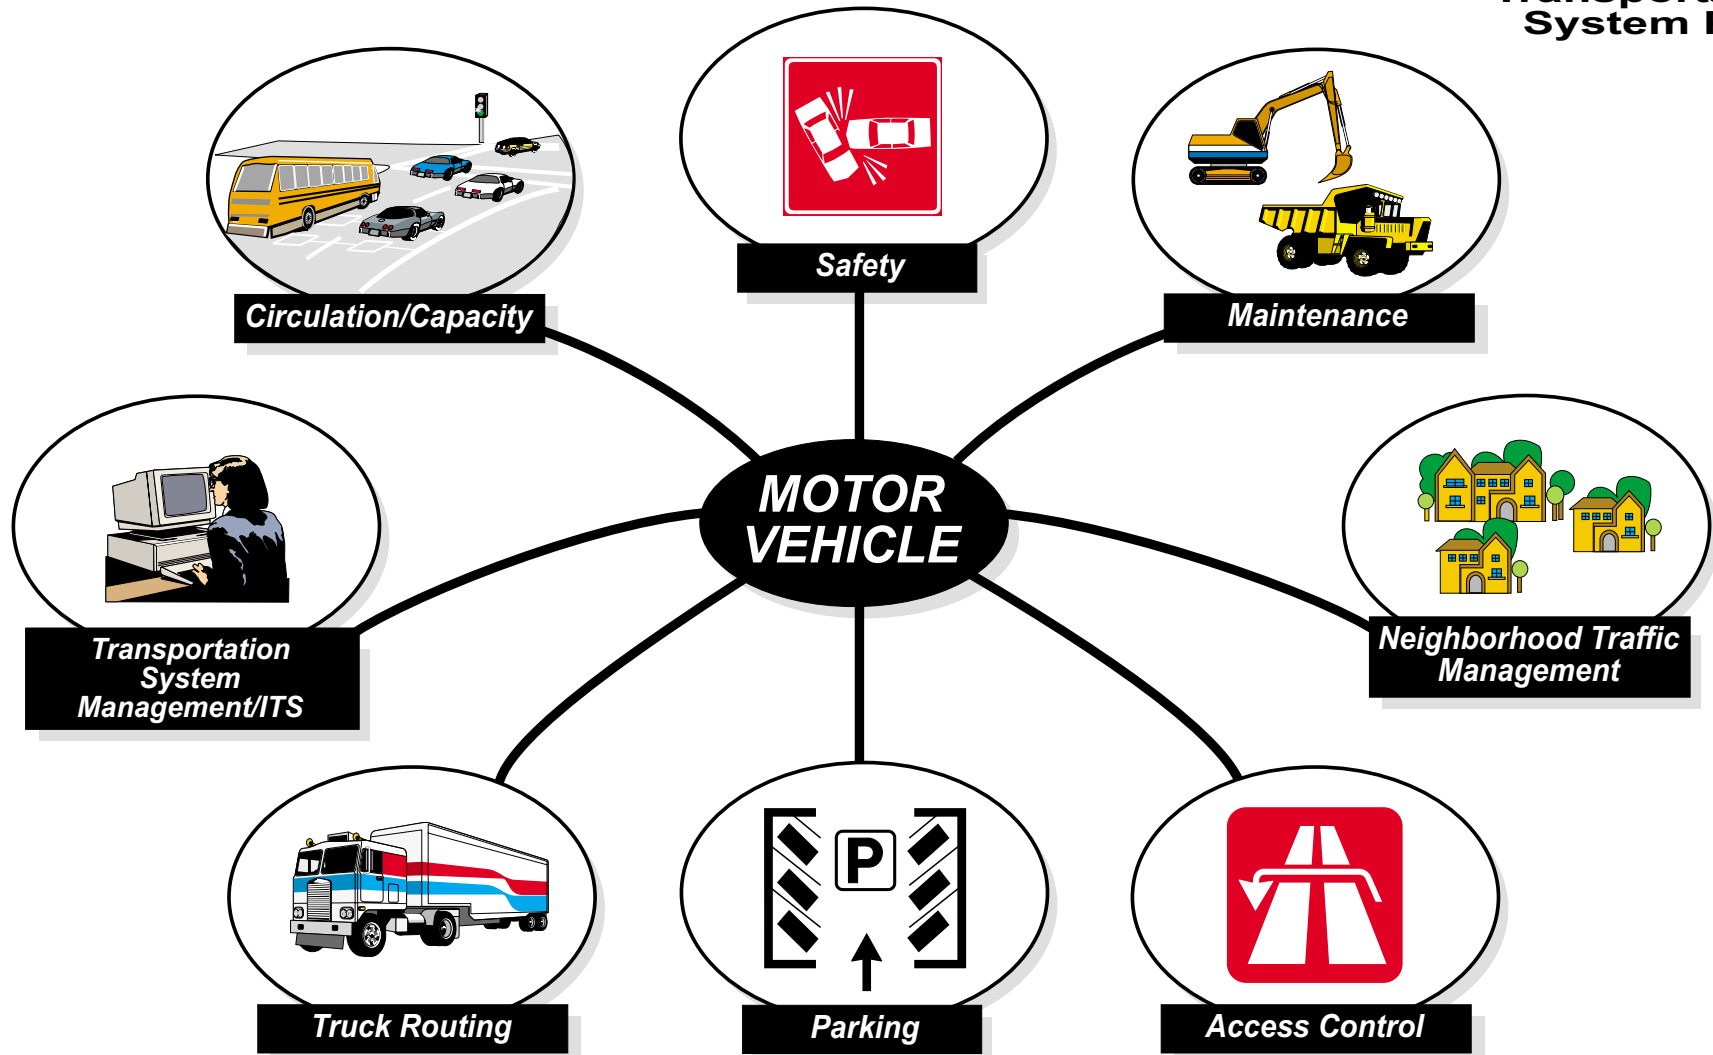 System
Safety
Circulation/Capacity
Maintenance
MOTOR
VEHICLE
Transportation
System
Management/ITS
Neighborhood Traffic
Management
P
Truck Routing
Parking
Access Control